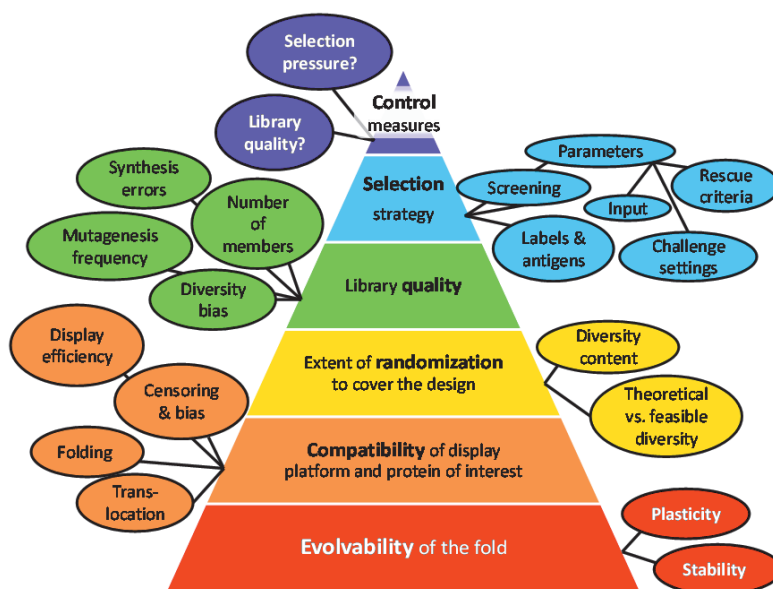 Selection
pressure?
Library
quality?
Control
measures
Synthesis
errors
Number
of
members
Mutagenesis
frequency
Diversity
bias
Selection
strategy
Parameters
Screening
Rescue
criteria
Input
Labels &
antigens
Challenge
settings
Library quality
Display
efficiency
Censoring
& bias
Folding
Trans-
location
Extent of randomization
to cover the design
Diversity
content
Theoretical
vs. feasible
diversity
Compatibility of display
platform and protein of interest
Evolvability of the fold
Plasticity
Stability